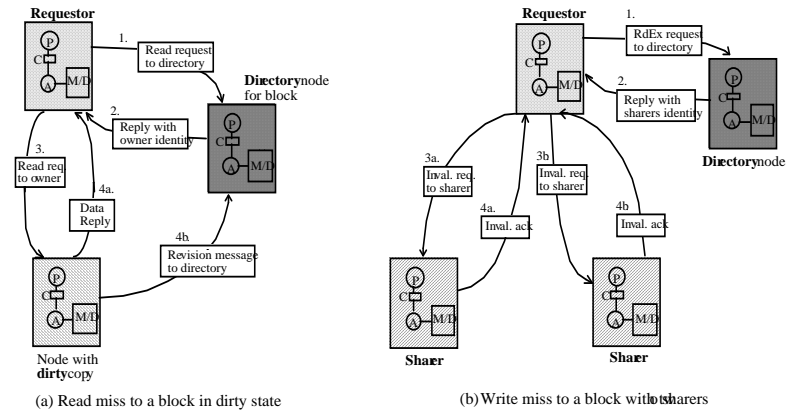 Requestor
P
C
A
M/D
1.
Read request
to directory
Directory node
for block
P
C
A
M/D
2.
Reply with
owner identity
3.
Read req.
to owner
4a.
Data
Reply
4b.
Revision message
to directory
P
C
A
M/D
Node with
dirty copy
(a) Read miss to a block in dirty state
Requestor
P
C
A
M/D
1.
RdEx request
to directory
2.
Reply with
sharers identity
P
C
A
M/D
Directory node
3a.
Inval. req.
to sharer
3b
Inval. req.
to sharer
4a.
Inval. ack
4b
Inval. ack
P
C
A
M/D
Sharer
P
C
A
M/D
Sharer
(b) Write miss to a block with two sharers